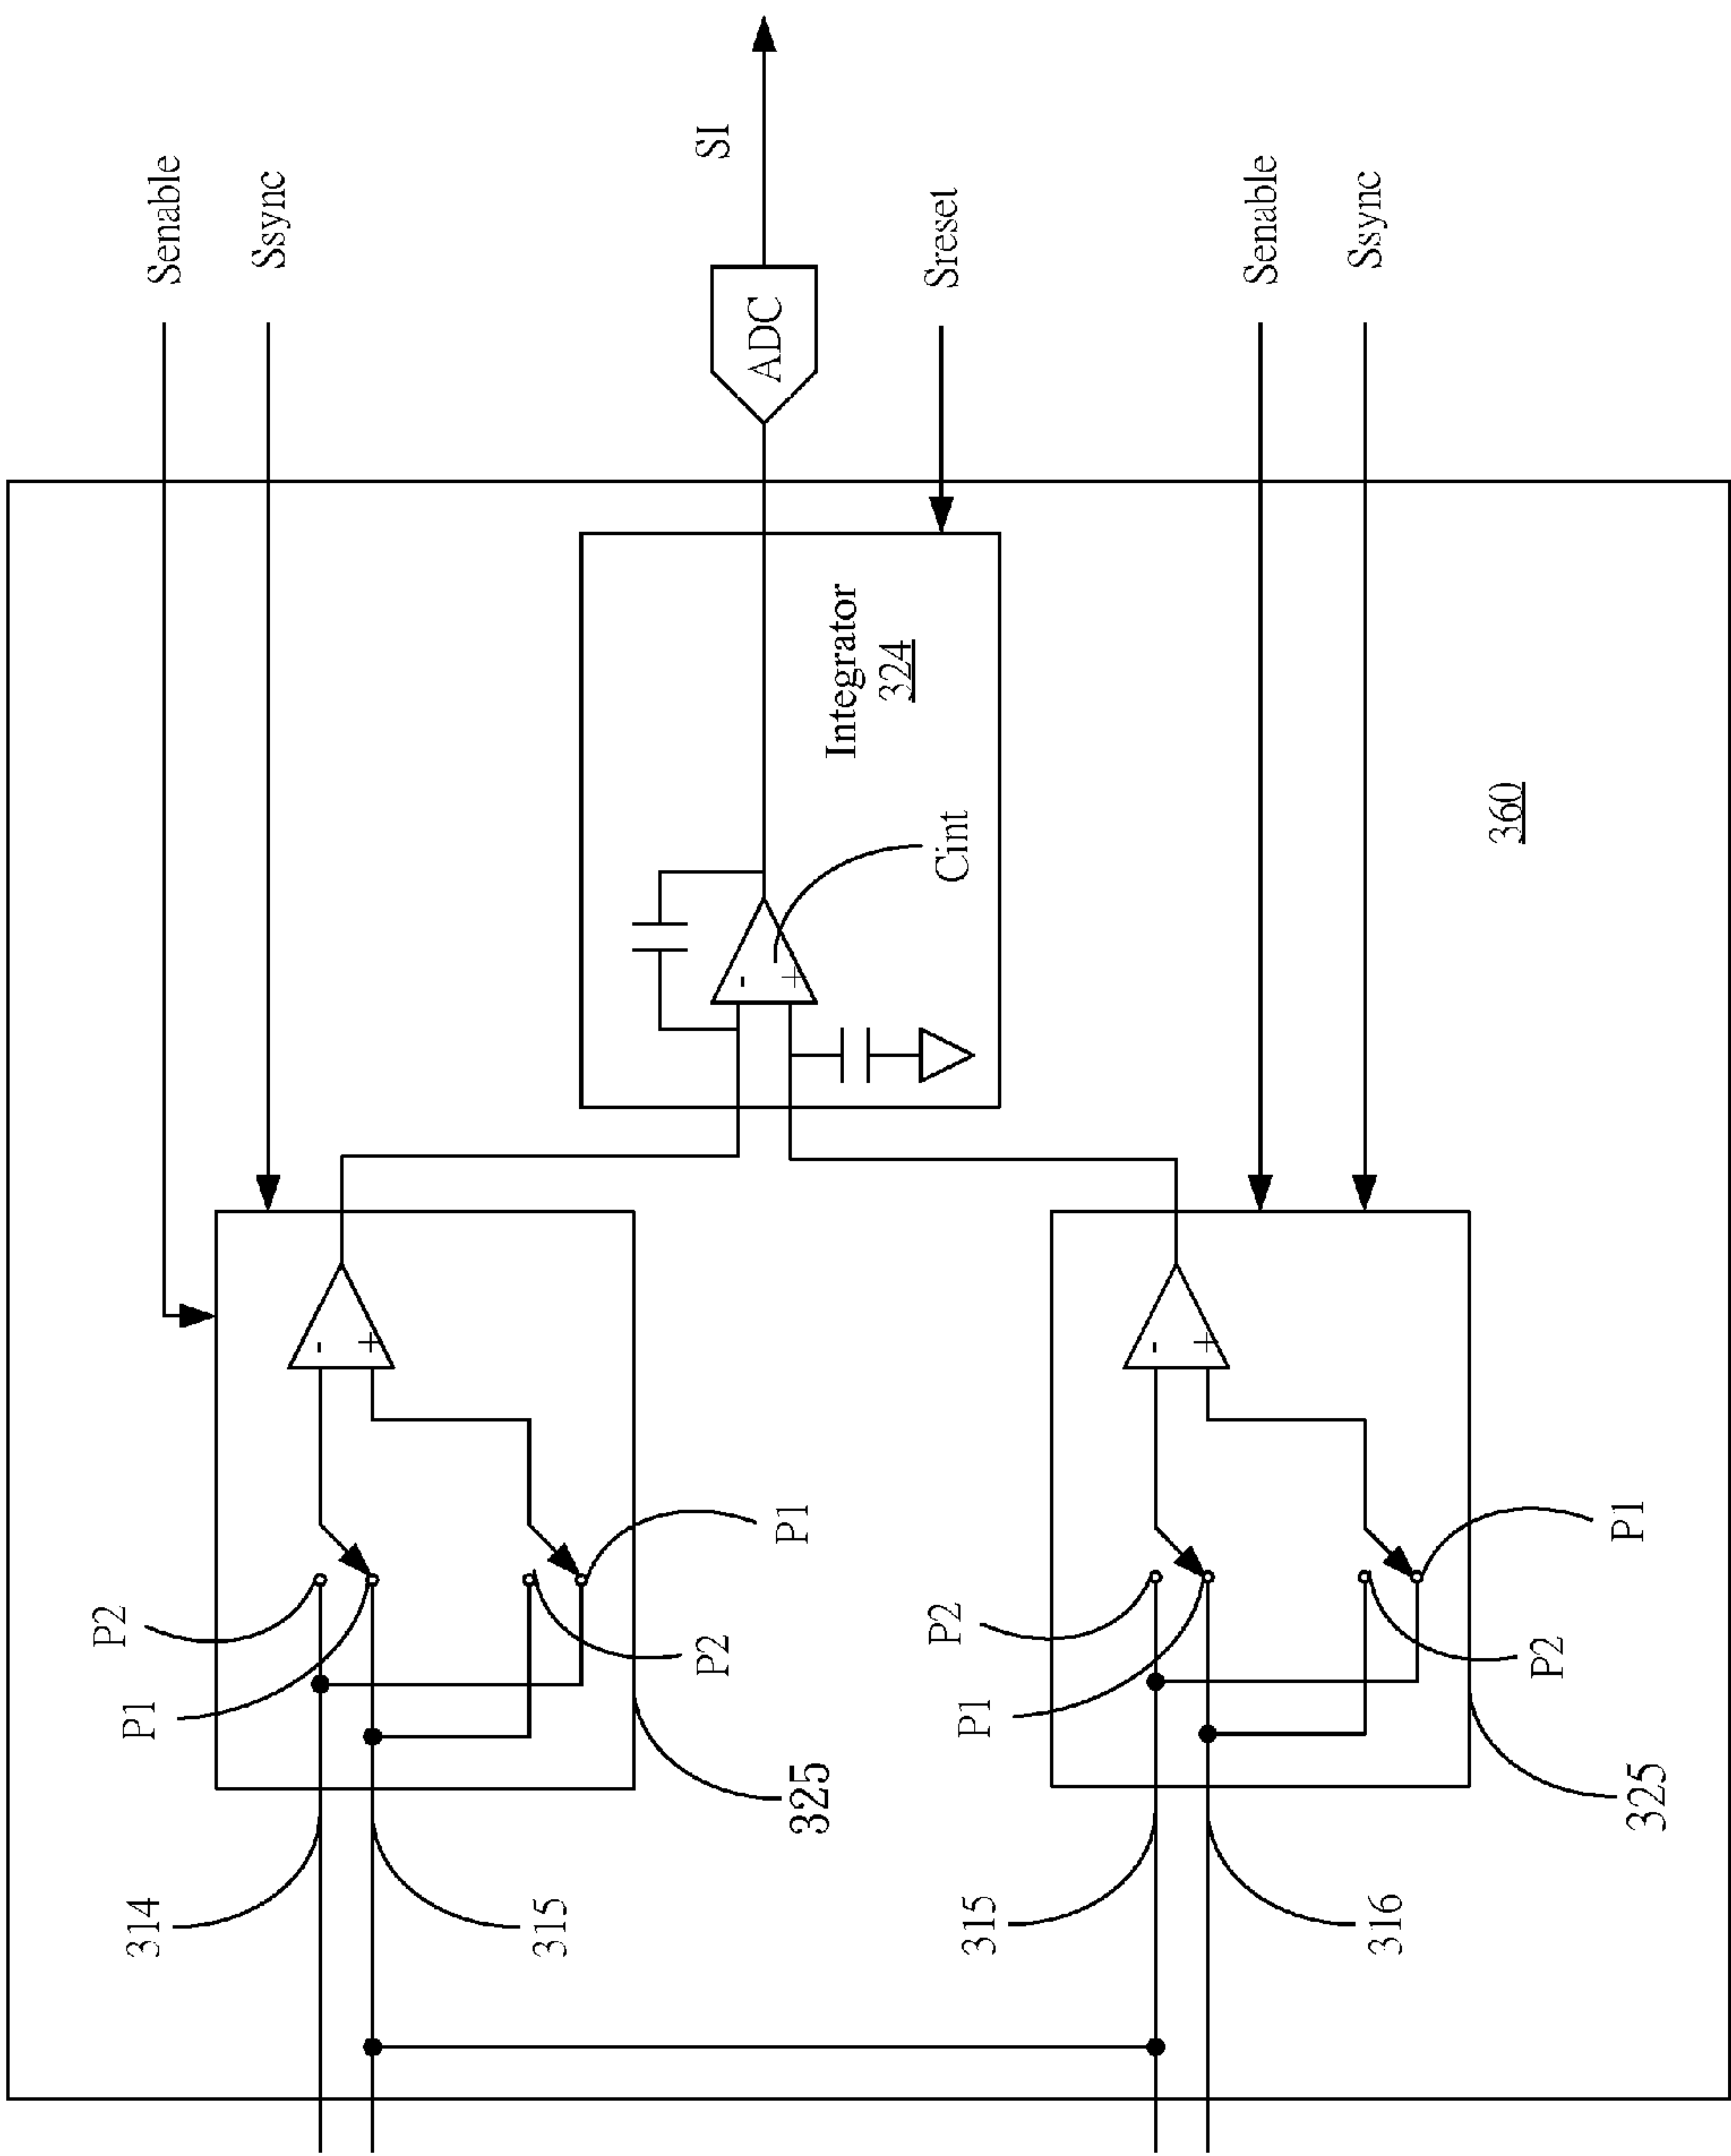 Senable
Ssync
SI
ADC
Sreset
Senable
Ssync
Integrator
324
Cint
360
-
+
-
+
-
+
P2
P1
P2
P1
314
315
325
P2
P1
P2
P1
315
316
325